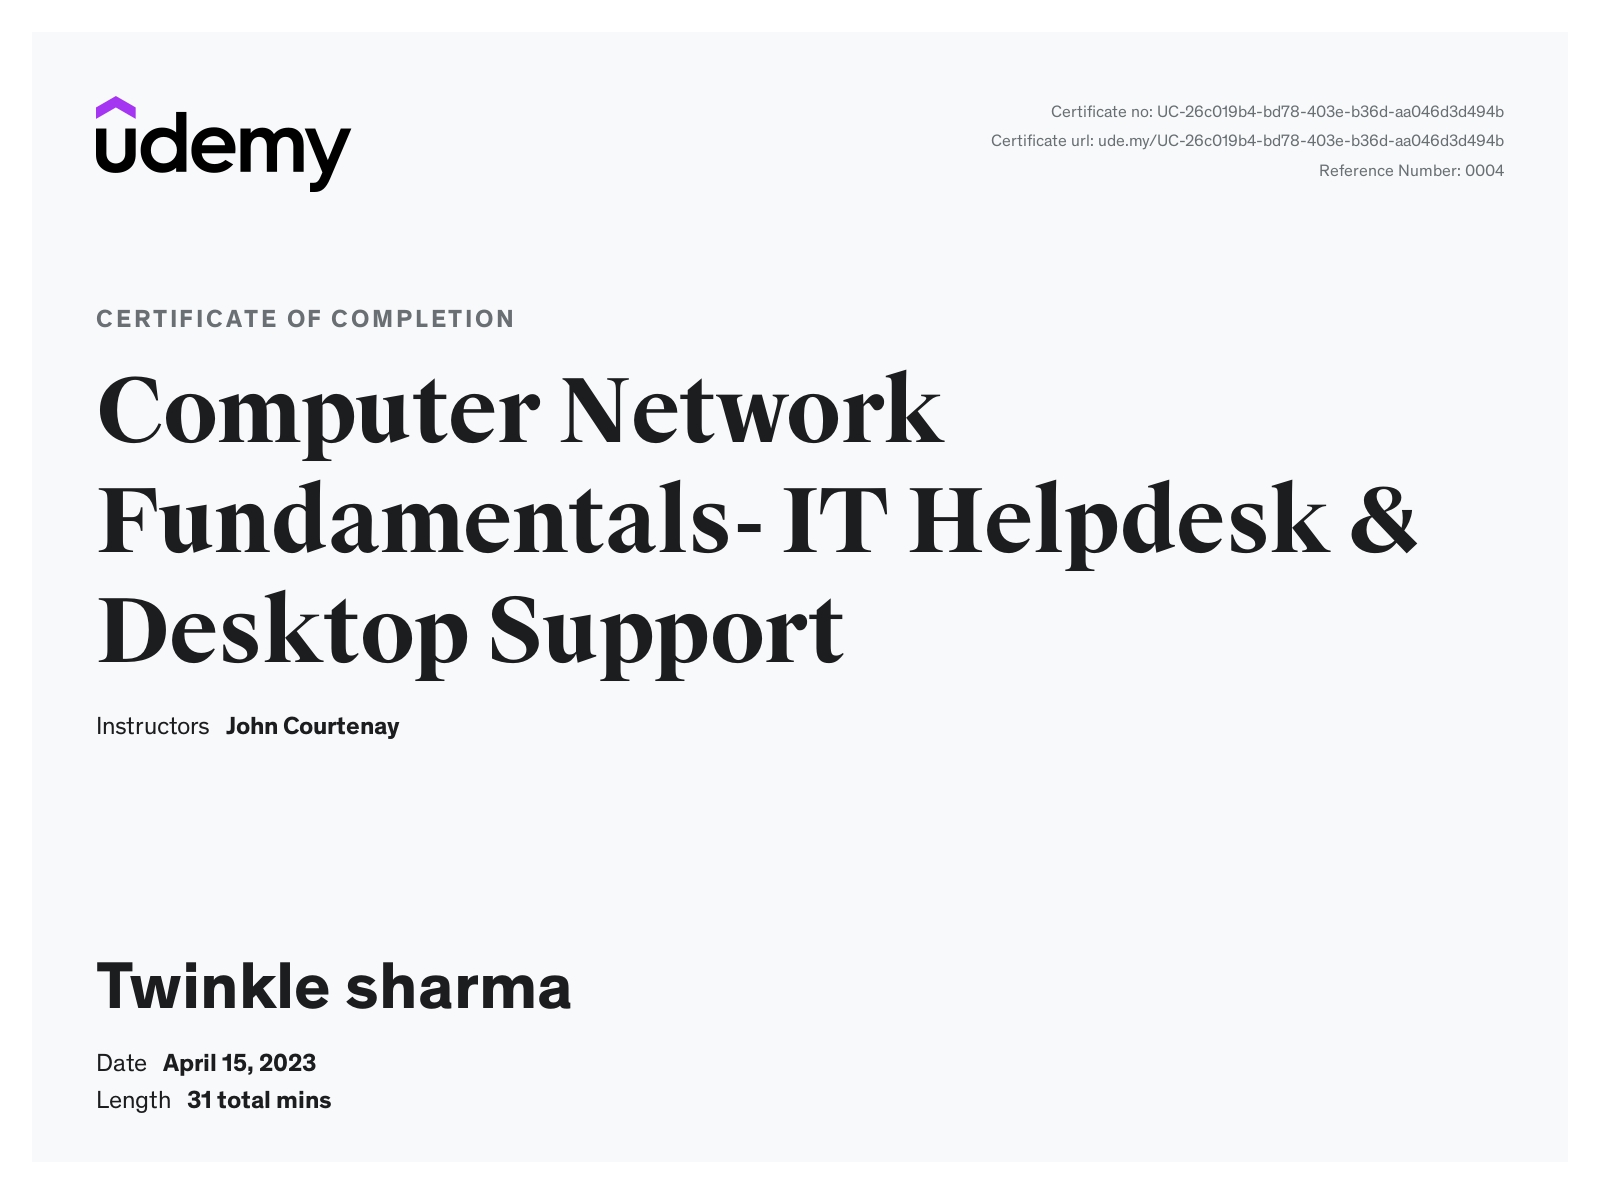 udemy
Certificate no: UC-26c019b4-bd78-403e-b36d-aa046d3d494b
Certificate url: ude.my/UC-26c019b4-bd78-403e-b36d-aa046d3d494b
Reference Number: 0004
CERTIFICATE OF COMPLETION
Computer Network
Fundamentals- IT Helpdesk &
Desktop Support
Instructors John Courtenay
Twinkle sharma
Date April 15, 2023
Length 31 total mins